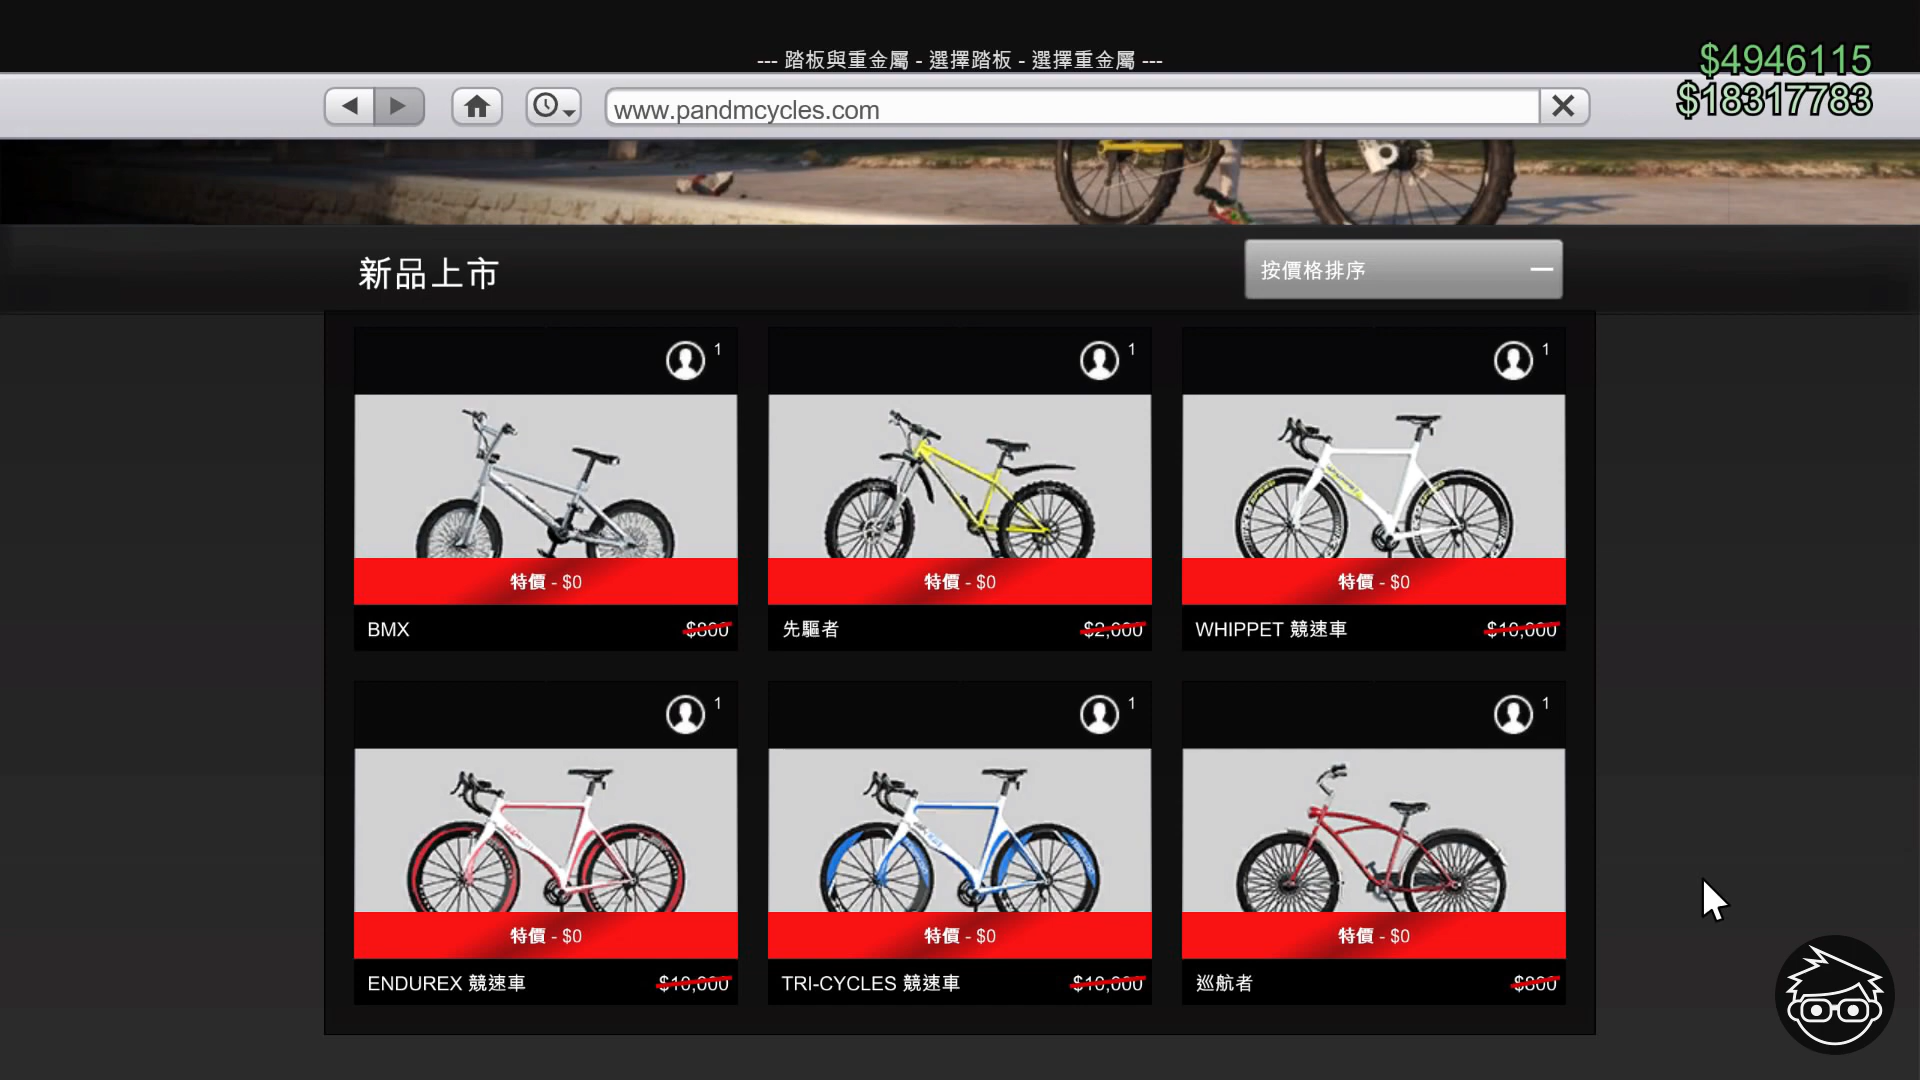 --- 踏板與重金屬 - 選擇踏板 - 選擇重金屬 ---
$4946115
$18317783
www.pandmcycles.com
新品上市
按價格排序
1
1
1
特價 - $0
特價 - $0
特價 - $0
BMX $800
先驅者 $2,000
WHIPPET 競速車 $10,000
1
1
1
特價 - $0
特價 - $0
特價 - $0
ENDUREX 競速車 $10,000
TRI-CYCLES 競速車 $10,000
巡航者 $800